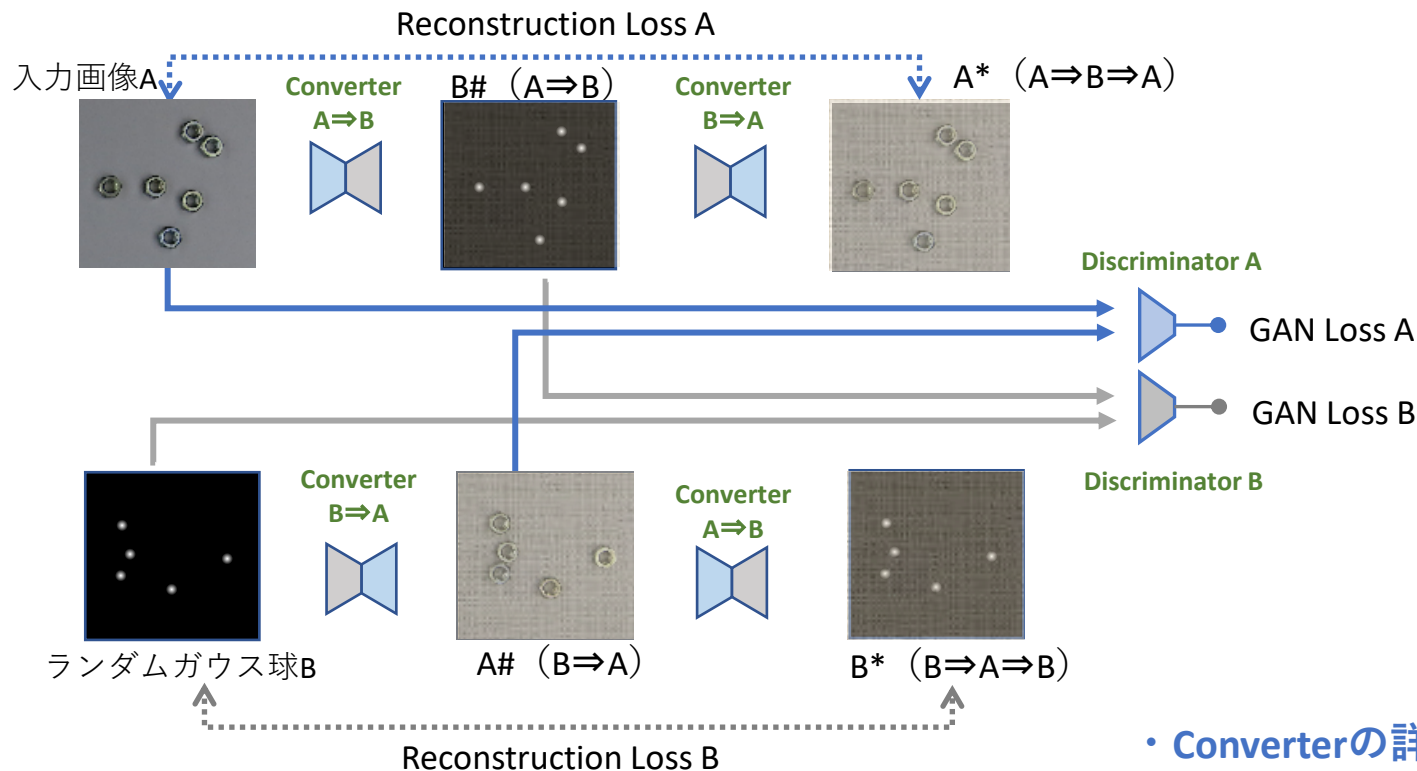 Reconstruction Loss A
入力画像A
Converter
A⇒B
B#（A⇒B）
Converter
B⇒A
A*（A⇒B⇒A）
Discriminator A
GAN Loss A
GAN Loss B
Discriminator B
Converter
B⇒A
Converter
A⇒B
ランダムガウス球B
A#（B⇒A）
B*（B⇒A⇒B）
Reconstruction Loss B
・Converterの